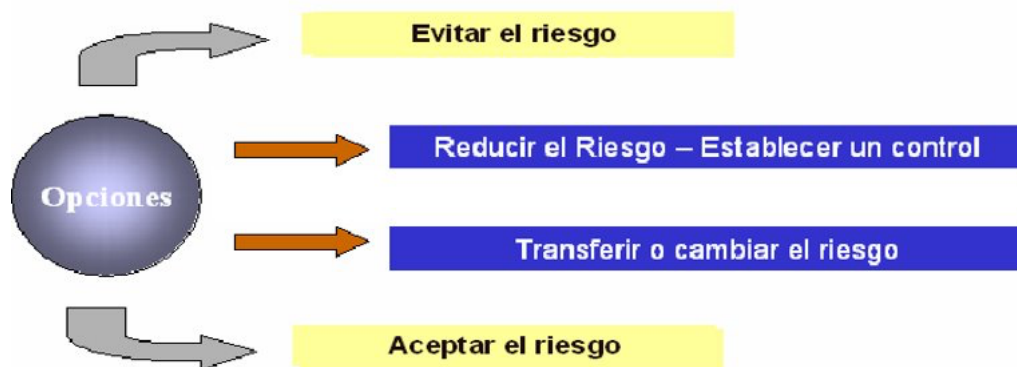 Evitar el riesgo
Reducir el Riesgo – Establecer un control
Opciones
Transferir o cambiar el riesgo
Aceptar el riesgo